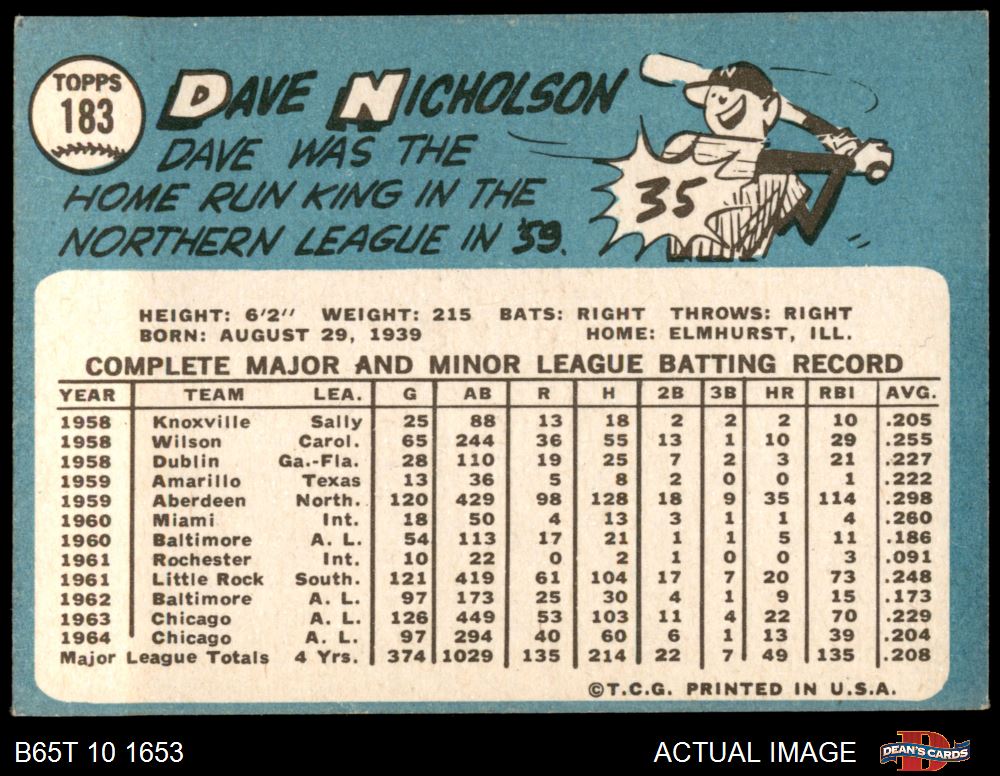 TOPPS
183
DAVE NICHOLSON
DAVE WAS THE
HOME RUN KING IN THE
NORTHERN LEAGUE IN '59.
35
HEIGHT: 6'2" WEIGHT: 215 BATS: RIGHT THROWS: RIGHT
BORN: AUGUST 29, 1939 HOME: ELMHURST, ILL.
COMPLETE MAJOR AND MINOR LEAGUE BATTING RECORD
YEAR TEAM LEA. G AB R H 2B 3B HR RBI AVG.
1958 Knoxville Sally 25 88 13 18 2 2 2 10 .205
1958 Wilson Carol. 65 244 36 55 13 1 10 29 .255
1958 Dublin Ga.-Fla. 28 110 19 25 7 2 3 21 .227
1959 Amarillo Texas 13 36 5 8 2 0 0 1 .222
1959 Aberdeen North. 120 429 98 128 18 9 35 114 .298
1960 Miami Int. 18 50 4 13 3 1 1 4 .260
1960 Baltimore A. L. 54 113 17 21 1 1 5 11 .186
1961 Rochester Int. 10 22 0 2 1 0 0 3 .091
1961 Little Rock South. 121 419 61 104 17 7 20 73 .248
1962 Baltimore A. L. 97 173 25 30 4 1 9 15 .173
1963 Chicago A. L. 126 449 53 103 11 4 22 70 .229
1964 Chicago A. L. 97 294 40 60 6 1 13 39 .204
Major League Totals 4 Yrs. 374 1029 135 214 22 7 49 135 .208
©T.C.G. PRINTED IN U.S.A.
B65T 10 1653 ACTUAL IMAGE DEAN'S CARDS